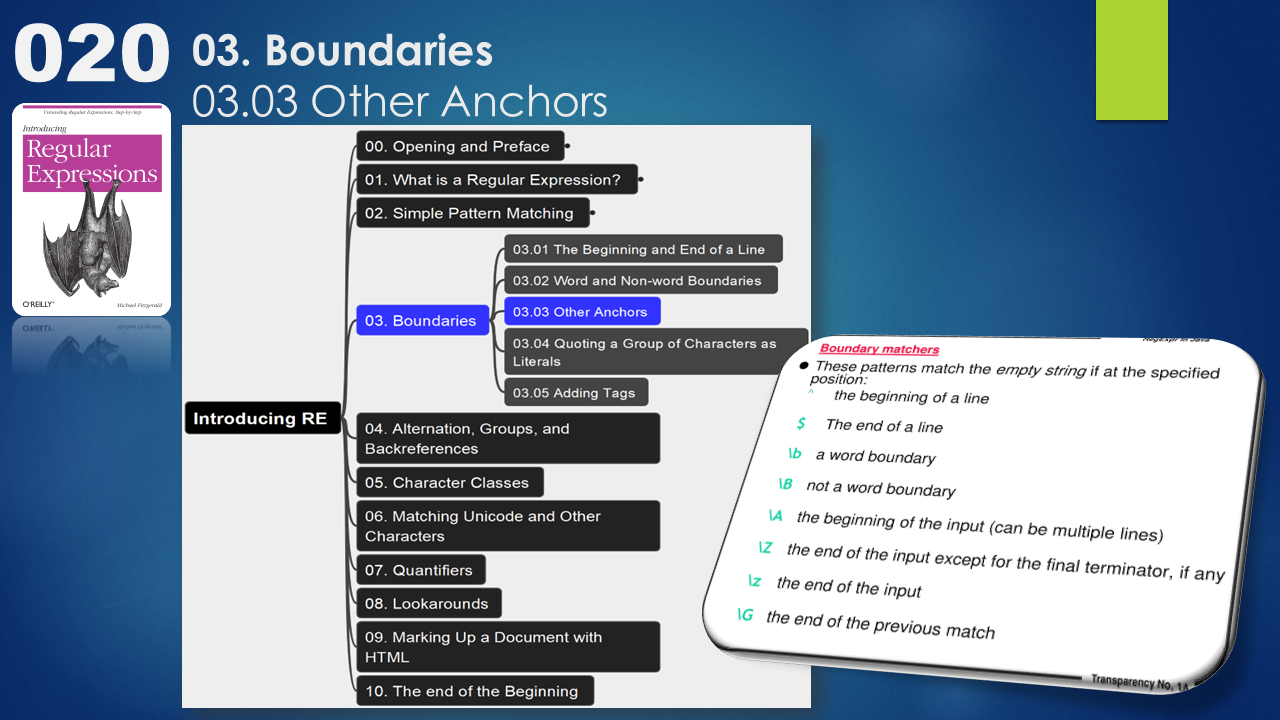 020
03. Boundaries
03.03 Other Anchors
Unraveling Regular Expressions, Step-by-Step
Introducing
Regular
Expressions
O'REILLY®
Michael Fitzgerald
Introducing RE
00. Opening and Preface
01. What is a Regular Expression?
02. Simple Pattern Matching
03. Boundaries
03.01 The Beginning and End of a Line
03.02 Word and Non-word Boundaries
03.03 Other Anchors
03.04 Quoting a Group of Characters as
Literals
03.05 Adding Tags
04. Alternation, Groups, and
Backreferences
05. Character Classes
06. Matching Unicode and Other
Characters
07. Quantifiers
08. Lookarounds
09. Marking Up a Document with
HTML
10. The end of the Beginning
RegExpr in Java
Boundary matchers
● These patterns match the empty string if at the specified
position:
^ the beginning of a line
$ The end of a line
\b a word boundary
\B not a word boundary
\A the beginning of the input (can be multiple lines)
\Z the end of the input except for the final terminator, if any
\z the end of the input
\G the end of the previous match
Transparency No.